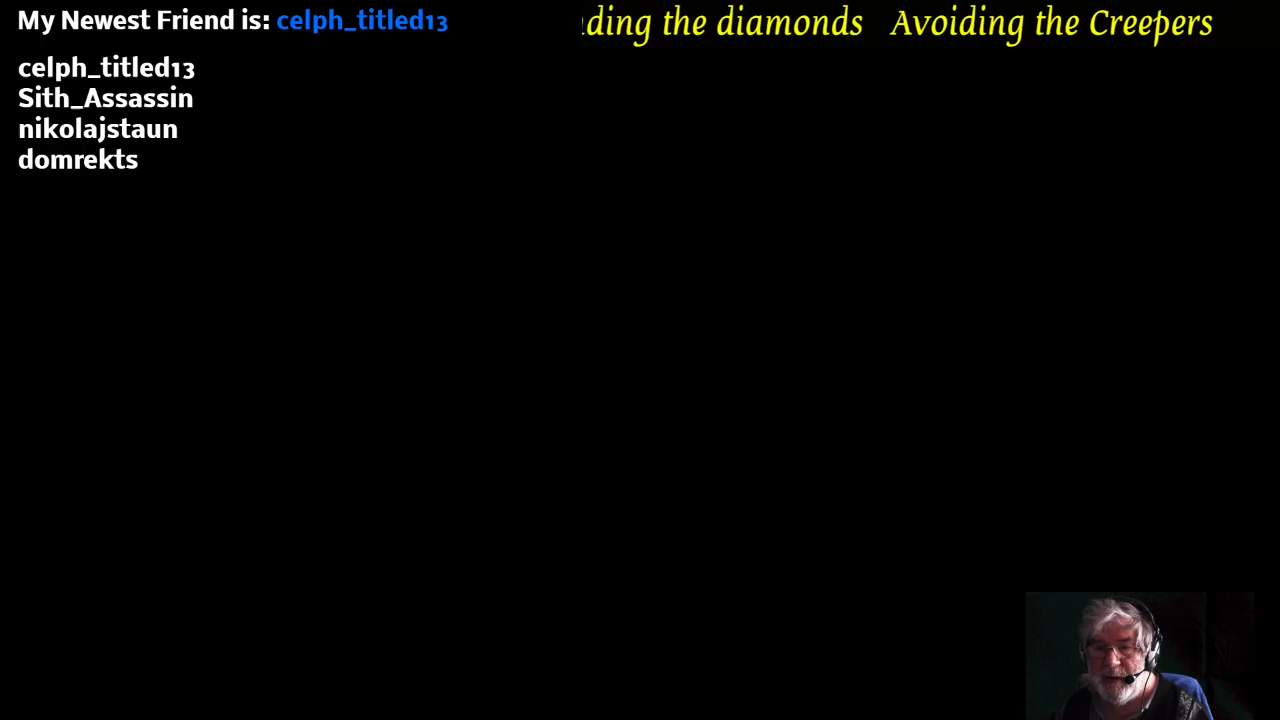 My Newest Friend is: celph_titled13
ding the diamonds Avoiding the Creepers
celph_titled13
Sith_Assassin
nikolajstaun
domrekts